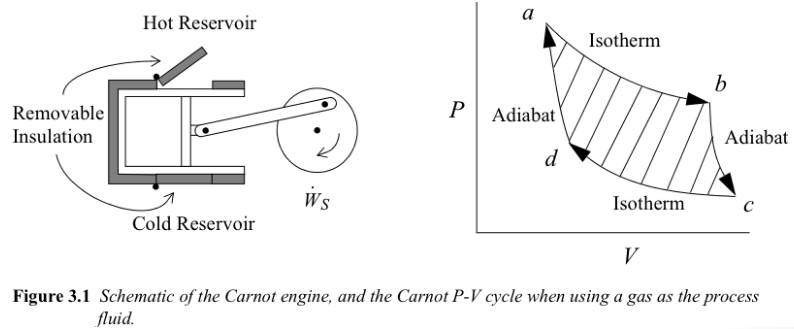 Hot Reservoir
Removable
Insulation
Cold Reservoir
Ẇ_S
a
Isotherm
b
P
Adiabat
Adiabat
d
Isotherm
c
V
Figure 3.1 Schematic of the Carnot engine, and the Carnot P-V cycle when using a gas as the process
fluid.